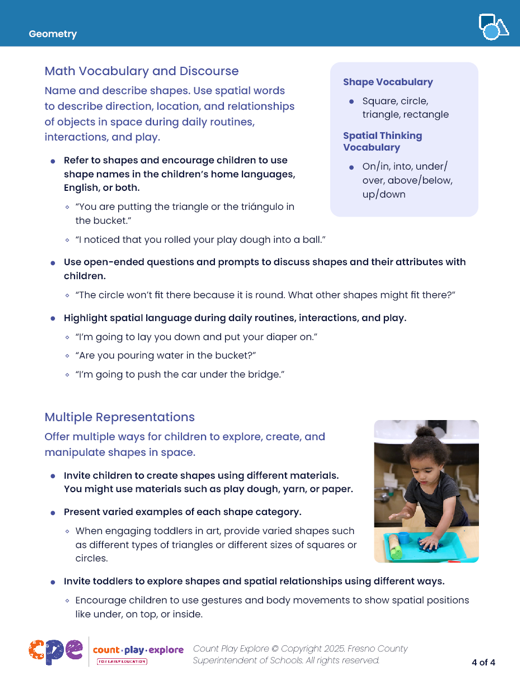 Geometry
Math Vocabulary and Discourse
Name and describe shapes. Use spatial words
to describe direction, location, and relationships
of objects in space during daily routines,
interactions, and play.
• Refer to shapes and encourage children to use
shape names in the children's home languages,
English, or both.
"You are putting the triangle or the triángulo in
the bucket."
"I noticed that you rolled your play dough into a ball."
• Use open-ended questions and prompts to discuss shapes and their attributes with
children.
"The circle won't fit there because it is round. What other shapes might fit there?"
• Highlight spatial language during daily routines, interactions, and play.
"I'm going to lay you down and put your diaper on."
"Are you pouring water in the bucket?"
"I'm going to push the car under the bridge."
Shape Vocabulary
• Square, circle,
triangle, rectangle
Spatial Thinking
Vocabulary
• On/in, into, under/
over, above/below,
up/down
Multiple Representations
Offer multiple ways for children to explore, create, and
manipulate shapes in space.
• Invite children to create shapes using different materials.
You might use materials such as play dough, yarn, or paper.
• Present varied examples of each shape category.
When engaging toddlers in art, provide varied shapes such
as different types of triangles or different sizes of squares or
circles.
• Invite toddlers to explore shapes and spatial relationships using different ways.
Encourage children to use gestures and body movements to show spatial positions
like under, on top, or inside.
cpe
count·play·explore
Count Play Explore © Copyright 2025. Fresno County
Superintendent of Schools. All rights reserved.
4 of 4